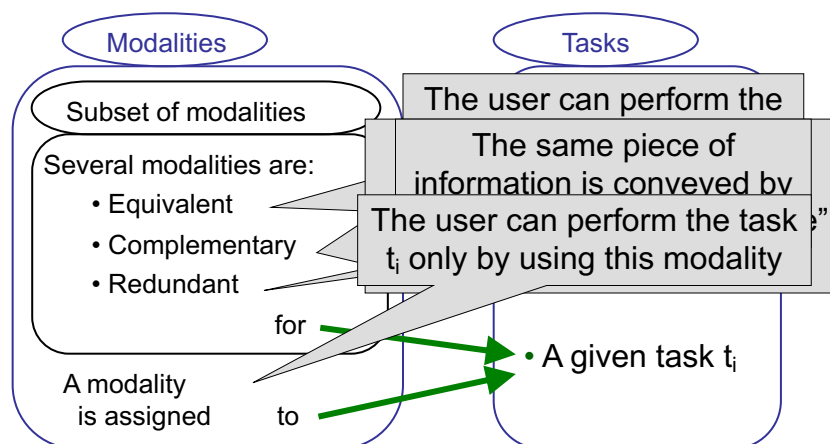 Modalities
Tasks
Subset of modalities
The user can perform the
Several modalities are:
• Equivalent
• Complementary
• Redundant
The same piece of
information is conveyed by
e”
The user can perform the task
tᵢ only by using this modality
for
• A given task tᵢ
A modality
is assigned to